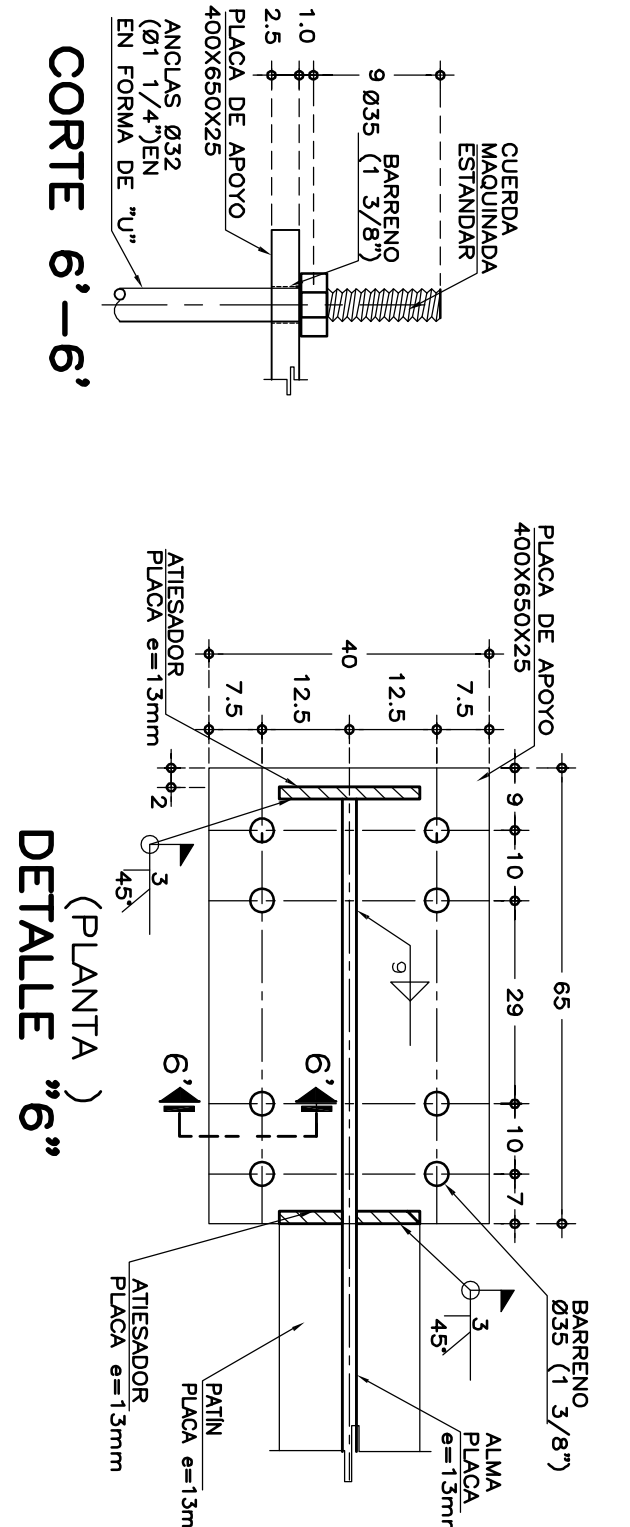 CUERDA
MAQUINADA
ESTANDAR
BARRENO
Ø35 (1 3/8")
9
1.0
2.5
PLACA DE APOYO
400X650X25
ANCLAS Ø32
(Ø1 1/4")EN
EN FORMA DE "U"
CORTE 6'-6'
BARRENO
Ø35 (1 3/8")
65
9
10
29
10
7
PLACA DE APOYO
400X650X25
40
7.5
12.5
12.5
7.5
2
ATIESADOR
PLACA e=13mm
3
45°
9
6'
6'
3
45°
ALMA
PLACA
e=13m
PATÍN
PLACA e=13m
ATIESADOR
PLACA e=13mm
(PLANTA )
DETALLE "6"